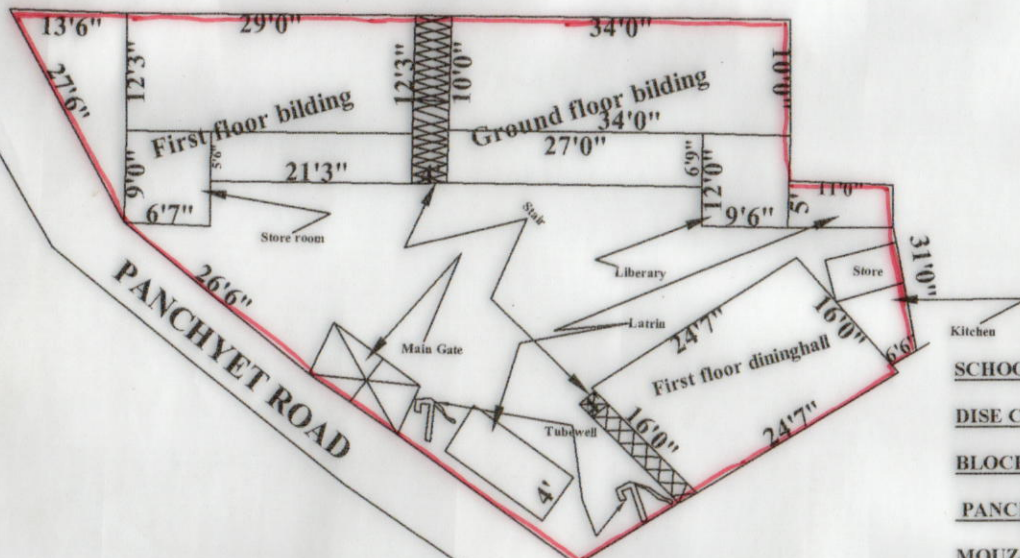 13'6" 29'0" 34'0"
27'6" 12'3" 12'3" 10'0" 10'0"
First floor bilding Ground floor bilding
34'0"
9'0" 5'6" 21'3" 27'0" 6'9" 12'0"
6'7" 9'6" 5' 11'0"
Store room
Stair
Liberary
Store
31'0"
26'6"
PANCHYET ROAD
Main Gate
Latrin
24'7"
16'0"
Kitchen
First floor dininghall
6'6"
Tubewell
16'0"
24'7"
4'
SCHOO
DISE C
BLOCK
PANCH
MOUZ